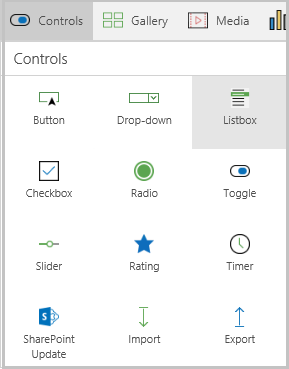 Controls Gallery Media
Controls
Button Drop-down Listbox
Checkbox Radio Toggle
Slider Rating Timer
SharePoint Import Export
Update